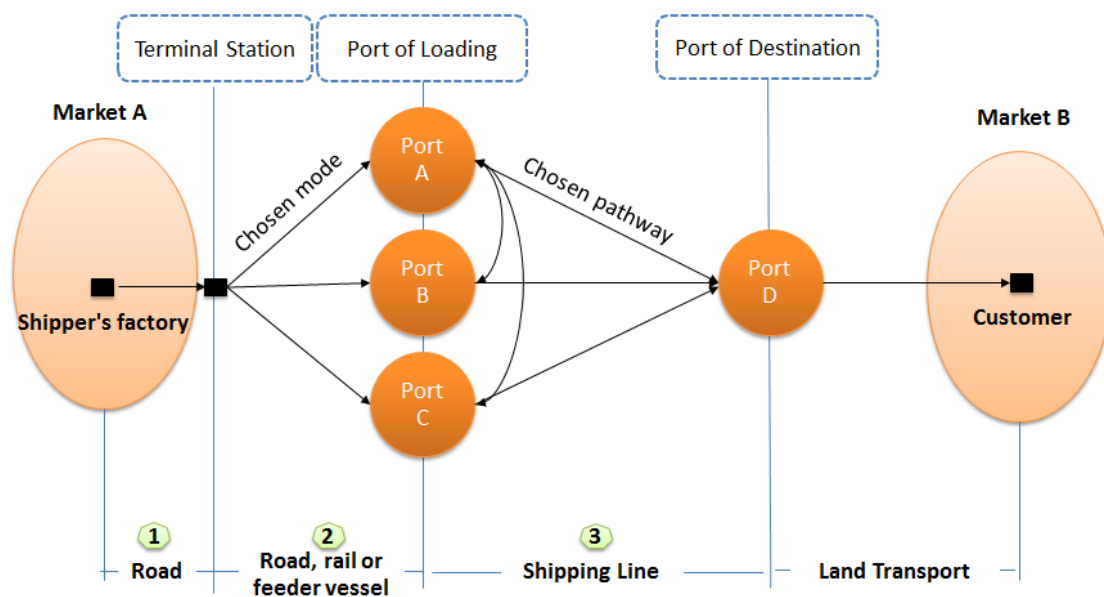 Terminal Station
Port of Loading
Port of Destination
Market A
Market B
Chosen mode
Chosen pathway
Port
A
Port
B
Port
C
Port
D
Shipper's factory
Customer
1
2
3
Road
Road, rail or
feeder vessel
Shipping Line
Land Transport